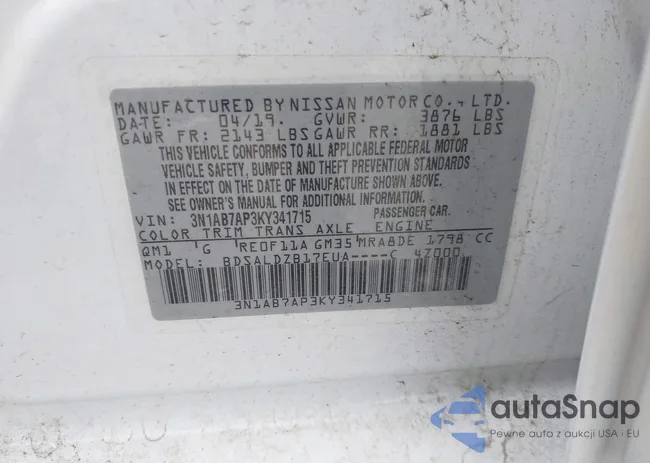 MANUFACTURED BY NISSAN MOTOR CO., LTD.
DATE: 04/19. GVWR: 3876 LBS
GAWR FR: 2143 LBS GAWR RR: 1881 LBS
THIS VEHICLE CONFORMS TO ALL APPLICABLE FEDERAL MOTOR
VEHICLE SAFETY, BUMPER AND THEFT PREVENTION STANDARDS
IN EFFECT ON THE DATE OF MANUFACTURE SHOWN ABOVE.
SEE OWNER'S MANUAL FOR ADDITIONAL INFORMATION
VIN: 3N1AB7AP3KY341715 PASSENGER CAR.
COLOR TRIM TRANS AXLE ENGINE
QM1 G RE0F11A GM35 MRA8DE 1798 CC
MODEL: BDSALDZB17EUA----C 4Z000
3N1AB7AP3KY341715
autoSnap
Pewne auta z aukcji USA i EU